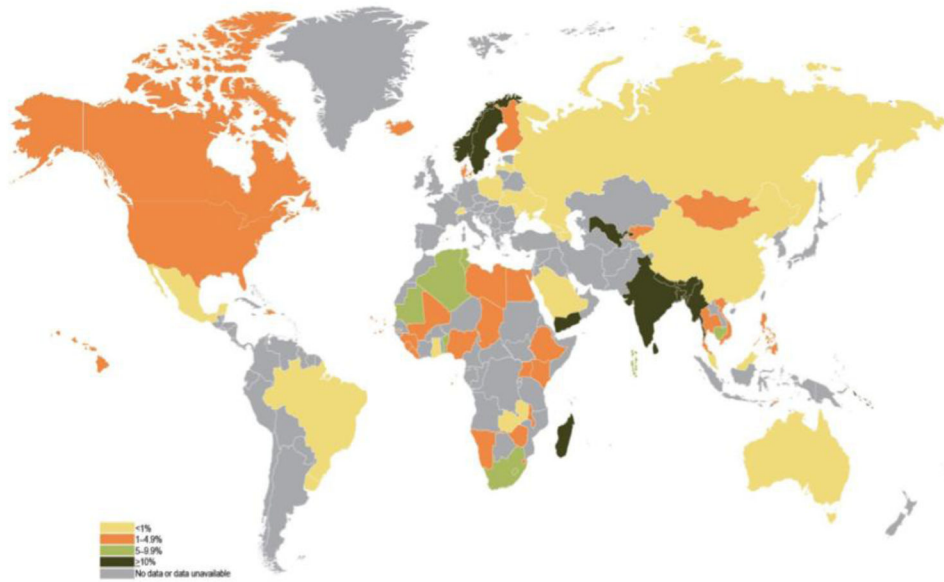 <1%
1–4.9%
5–9.9%
≥10%
No data or data unavailable